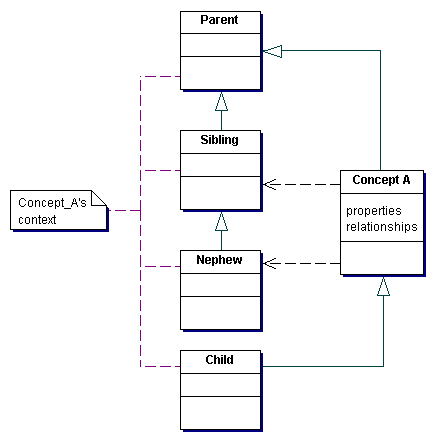 Parent
Sibling
Concept A
properties
relationships
Concept_A's
context
Nephew
Child